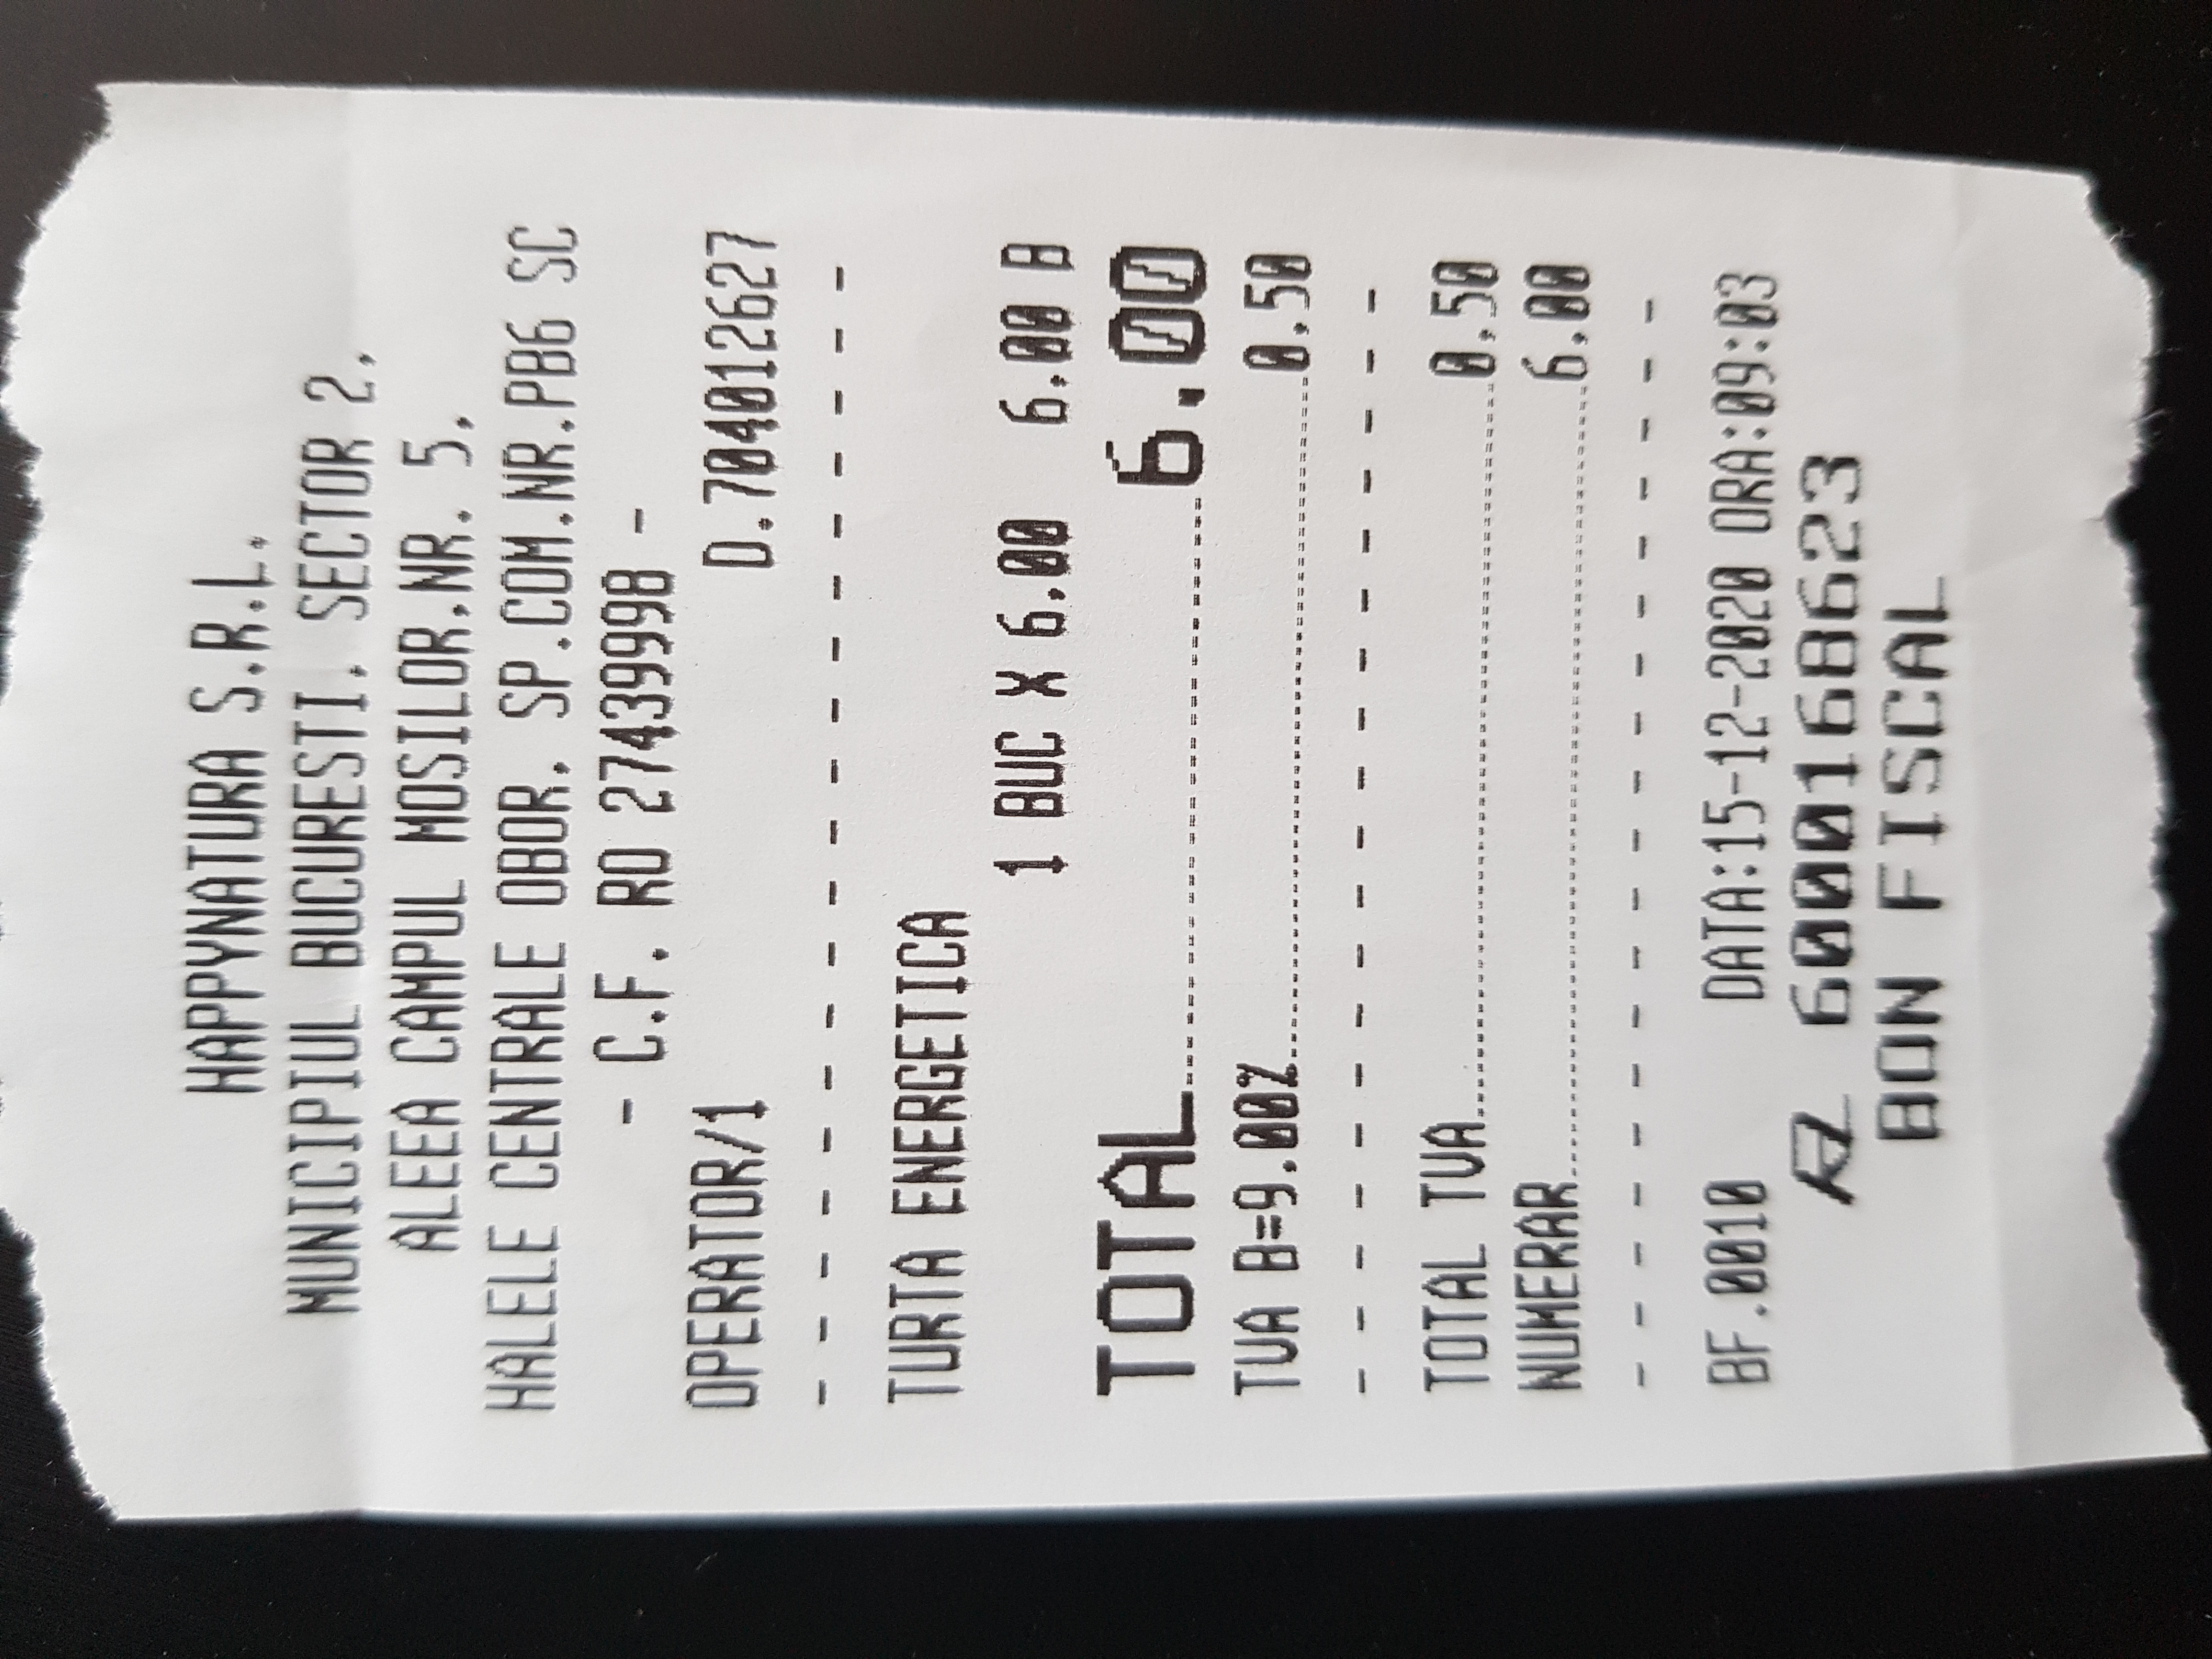 HAPPYNATURA S.R.L.
MUNICIPIUL BUCURESTI, SECTOR 2,
ALEEA CAMPUL MOSILOR,NR. 5,
HALELE CENTRALE OBOR, SP.COM.NR.PB6 SC
- C.F. RO 27439998 -
OPERATOR/1 D.704012627
TURTA ENERGETICA
1 BUC X 6.00 6.00 B
TOTAL 6.00
TVA B=9.00% 0.50
TOTAL TVA 0.50
NUMERAR 6.00
BF.0010 DATA:15-12-2020 ORA:09:03
6000168623
BON FISCAL